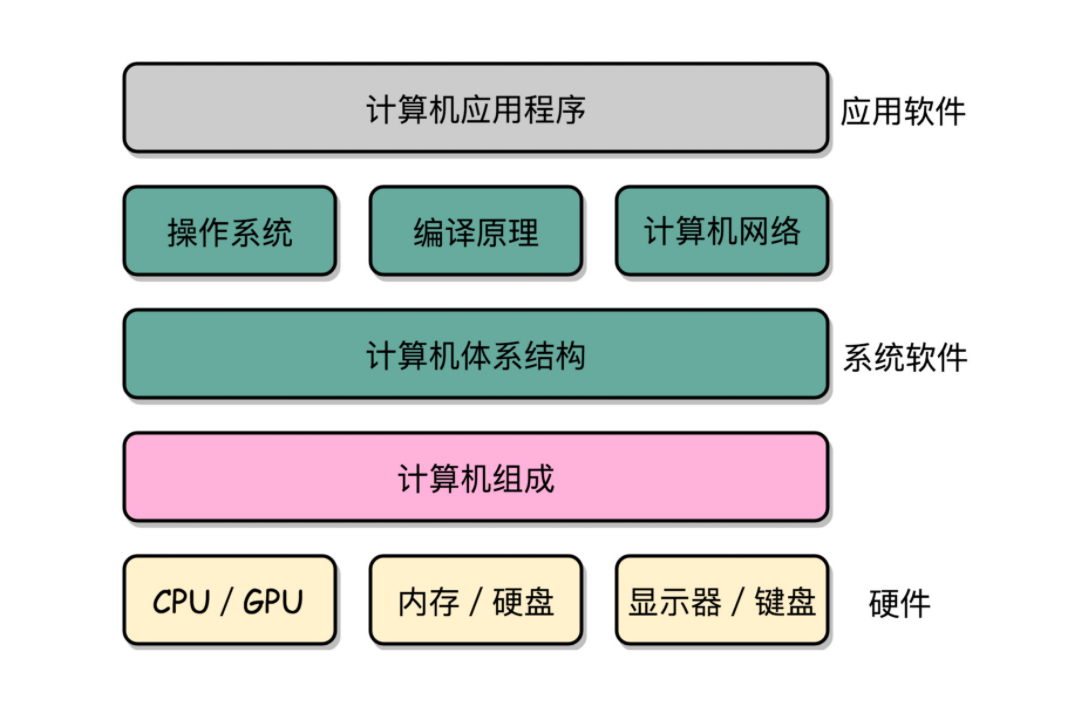 计算机应用程序 应用软件
操作系统 编译原理 计算机网络
计算机体系结构 系统软件
计算机组成
CPU / GPU 内存 / 硬盘 显示器 / 键盘 硬件